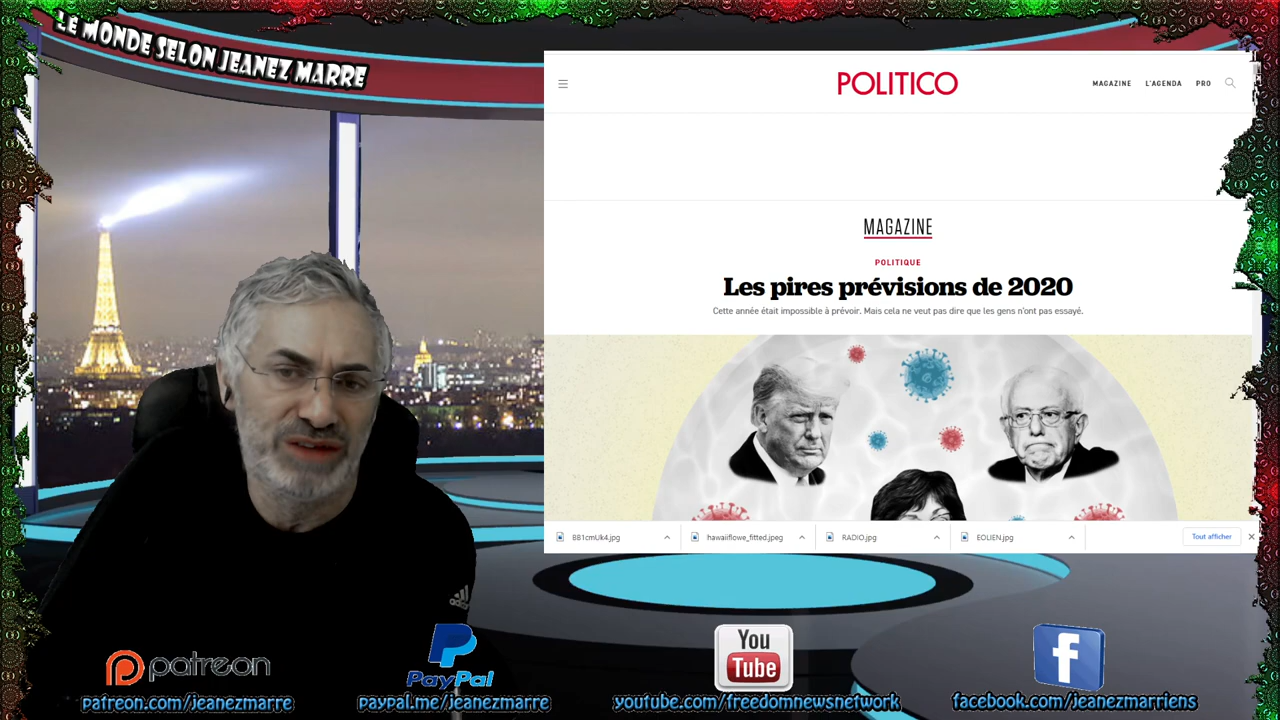 LE MONDE SELON JEANEZ MARRE
POLITICO
MAGAZINE
L'AGENDA
PRO
MAGAZINE
POLITIQUE
Les pires prévisions de 2020
Cette année était impossible à prévoir. Mais cela ne veut pas dire que les gens n'ont pas essayé.
881cmUk4.jpg
hawaiiflowe_fitted.jpeg
RADIO.jpg
EOLIEN.jpg
Tout afficher
patreon
PayPal
You
Tube
f
patreon.com/jeanezmarre
paypal.me/jeanezmarre
youtube.com/freedomnewsnetwork
facebook.com/jeanezmarriens